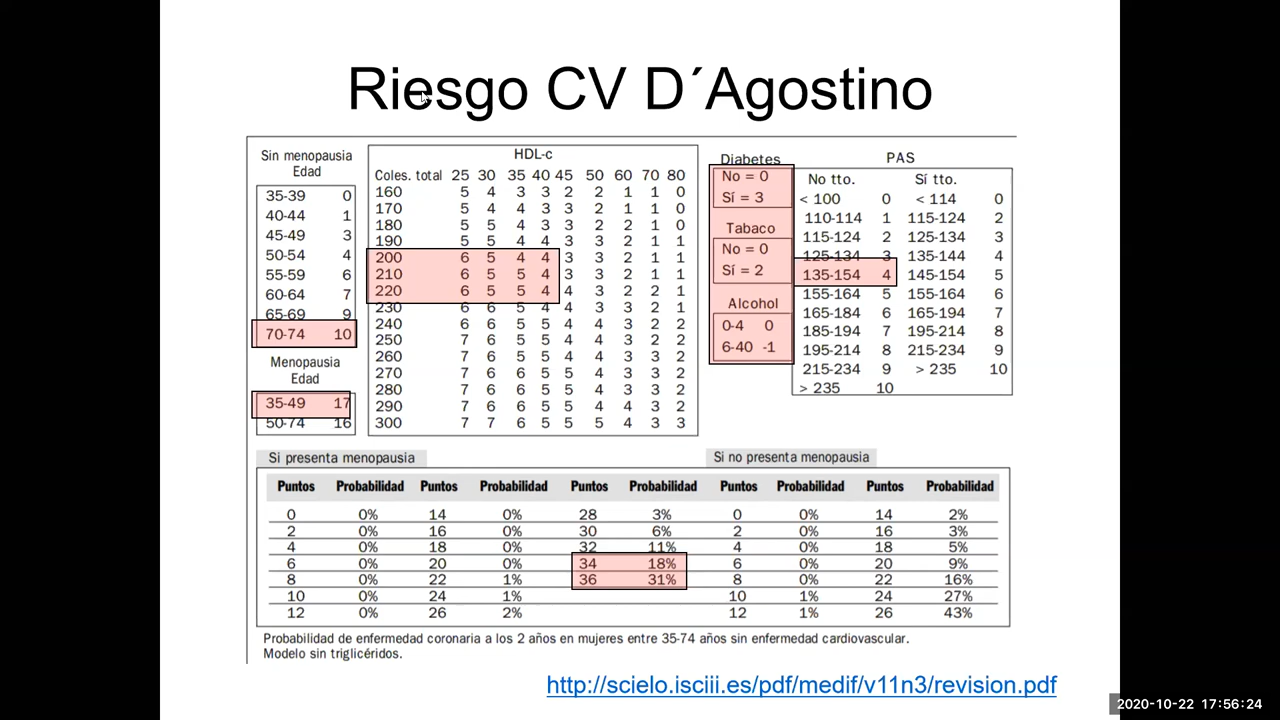 Riesgo CV D´Agostino
Sin menopausia
Edad
35-39 0
40-44 1
45-49 3
50-54 4
55-59 6
60-64 7
65-69 9
70-74 10
Menopausia
Edad
35-49 17
50-74 16
HDL-c
Coles. total 25 30 35 40 45 50 60 70 80
160 5 4 3 3 2 2 1 1 0
170 5 4 4 3 3 2 1 1 0
180 5 5 4 3 3 2 2 1 0
190 5 5 4 4 3 3 2 1 1
200 6 5 4 4 3 3 2 1 1
210 6 5 5 4 3 3 2 1 1
220 6 5 5 4 4 3 2 2 1
230 6 6 5 4 4 3 3 2 1
240 6 6 5 5 4 4 3 2 2
250 7 6 5 5 4 4 3 2 2
260 7 6 5 5 4 4 3 3 2
270 7 6 6 5 5 4 3 3 2
280 7 6 6 5 5 4 3 3 2
290 7 6 6 5 5 4 4 3 2
300 7 7 6 5 5 5 4 3 3
Diabetes
No = 0
Sí = 3
Tabaco
No = 0
Sí = 2
Alcohol
0-4 0
6-40 -1
PAS
No tto. Sí tto.
< 100 0 < 114 0
110-114 1 115-124 2
115-124 2 125-134 3
125-134 3 135-144 4
135-154 4 145-154 5
155-164 5 155-164 6
165-184 6 165-194 7
185-194 7 195-214 8
195-214 8 215-234 9
215-234 9 > 235 10
> 235 10
Si presenta menopausia Si no presenta menopausia
Puntos Probabilidad Puntos Probabilidad Puntos Probabilidad Puntos Probabilidad Puntos Probabilidad
0 0% 14 0% 28 3% 0 0% 14 2%
2 0% 16 0% 30 6% 2 0% 16 3%
4 0% 18 0% 32 11% 4 0% 18 5%
6 0% 20 0% 34 18% 6 0% 20 9%
8 0% 22 1% 36 31% 8 0% 22 16%
10 0% 24 1% 10 1% 24 27%
12 0% 26 2% 12 1% 26 43%
Probabilidad de enfermedad coronaria a los 2 años en mujeres entre 35-74 años sin enfermedad cardiovascular.
Modelo sin triglicéridos.
http://scielo.isciii.es/pdf/medif/v11n3/revision.pdf
2020-10-22 17:56:24